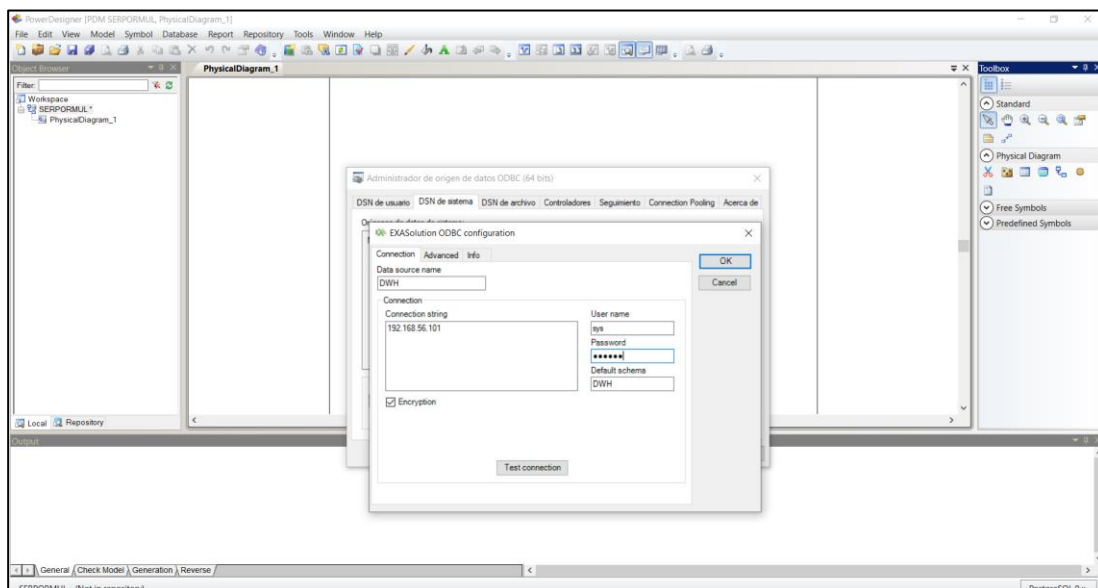 PowerDesigner [PDM SERPORMUL, PhysicalDiagram_1]
File Edit View Model Symbol Database Report Repository Tools Window Help
Object Browser
PhysicalDiagram_1
Toolbox
Filter:
Workspace
SERPORMUL *
PhysicalDiagram_1
Standard
Physical Diagram
Free Symbols
Predefined Symbols
Administrador de origen de datos ODBC (64 bits)
DSN de usuario DSN de sistema DSN de archivo Controladores Seguimiento Connection Pooling Acerca de
EXASolution ODBC configuration
Connection Advanced Info
OK
Cancel
Data source name
DWH
Connection
Connection string
192.168.56.101
User name
sys
Password
••••••
Default schema
DWH
Encryption
Test connection
Local Repository
Output
General Check Model Generation Reverse